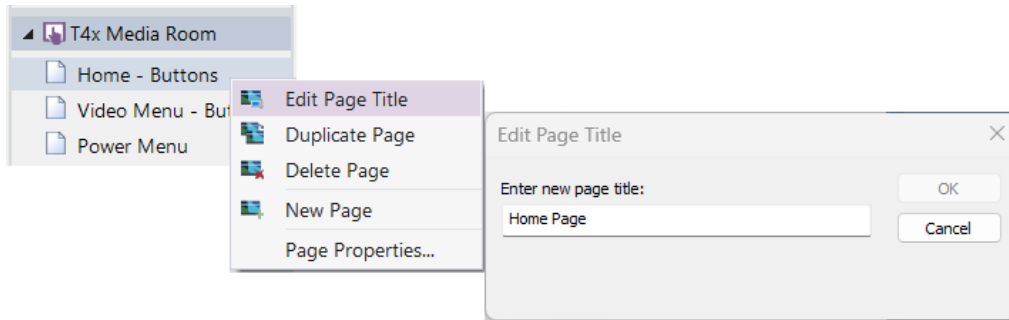 T4x Media Room
Home - Buttons
Video Menu - But
Power Menu
Edit Page Title
Duplicate Page
Delete Page
New Page
Page Properties...
Edit Page Title
Enter new page title:
Home Page
OK
Cancel